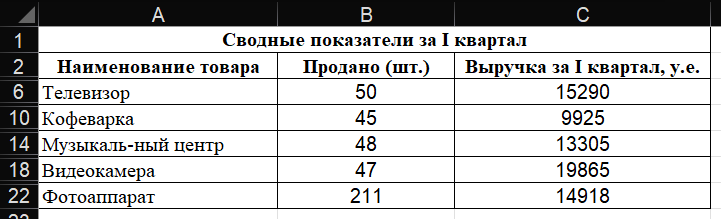 A B C
1 Сводные показатели за I квартал
2 Наименование товара Продано (шт.) Выручка за I квартал, у.е.
6 Телевизор 50 15290
10 Кофеварка 45 9925
14 Музыкаль-ный центр 48 13305
18 Видеокамера 47 19865
22 Фотоаппарат 211 14918